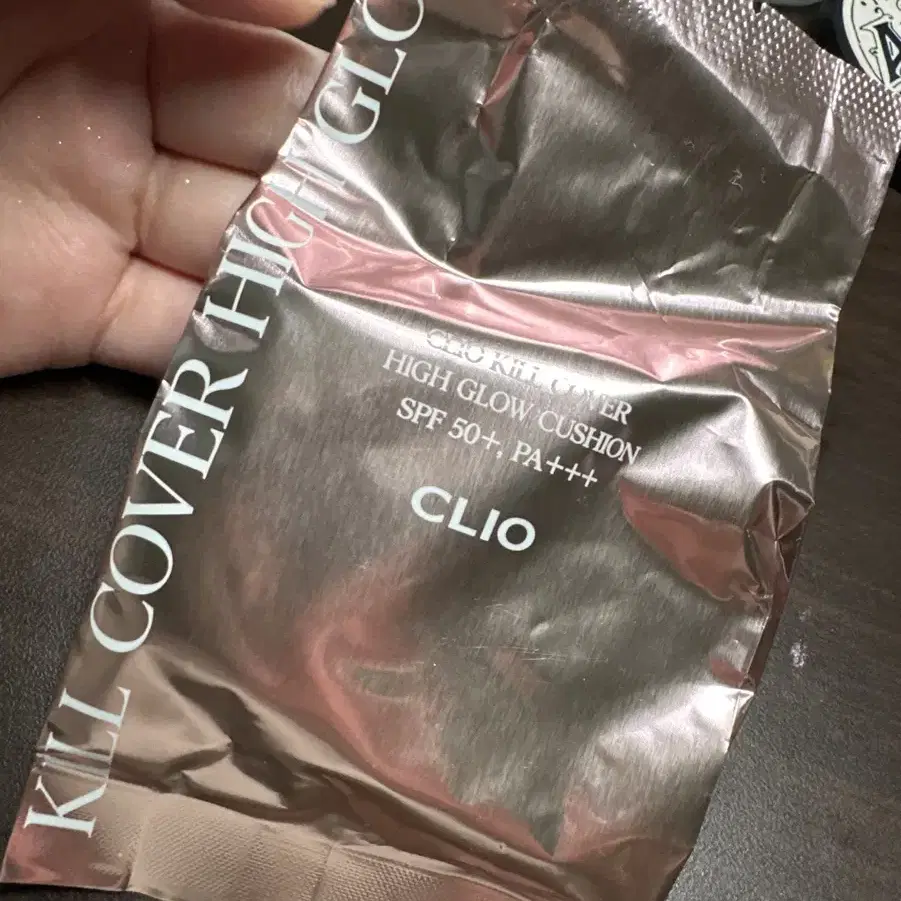 KILL COVER HIGH GLO
CLIO KILL COVER
HIGH GLOW CUSHION
SPF 50+, PA+++
CLIO